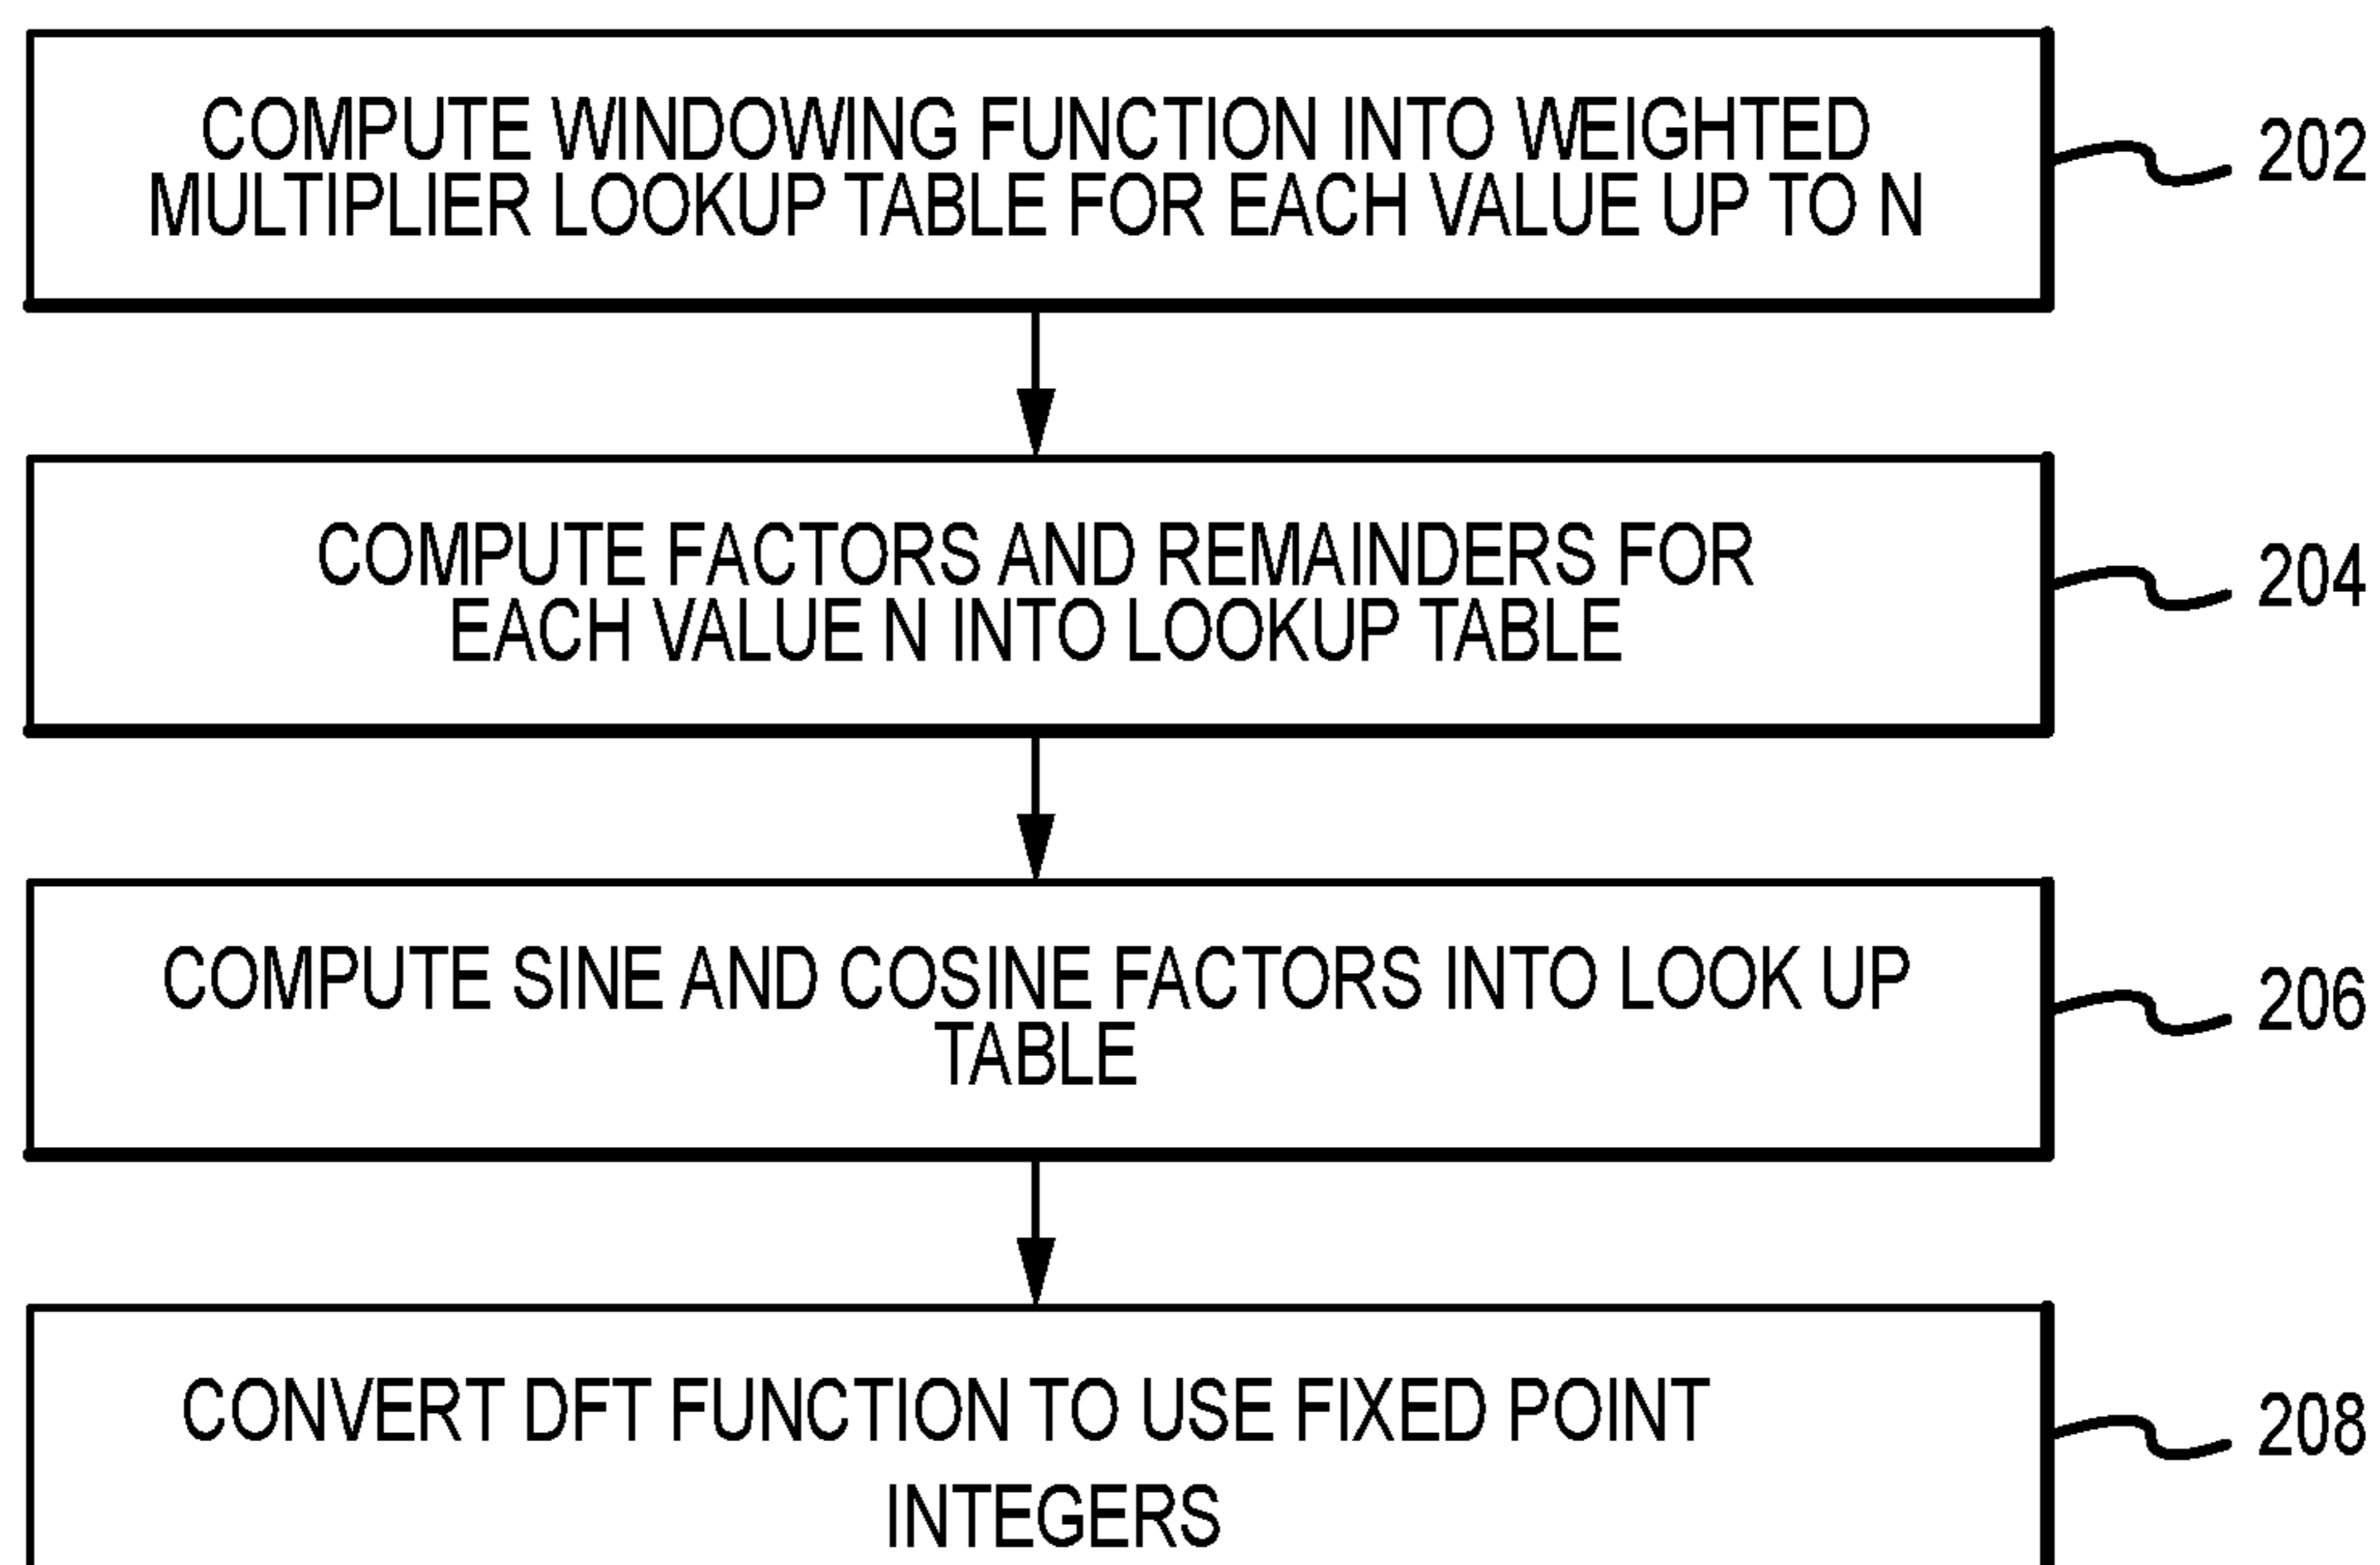 COMPUTE WINDOWING FUNCTION INTO WEIGHTED
MULTIPLIER LOOKUP TABLE FOR EACH VALUE UP TO N
202
COMPUTE FACTORS AND REMAINDERS FOR
EACH VALUE N INTO LOOKUP TABLE
204
COMPUTE SINE AND COSINE FACTORS INTO LOOK UP
TABLE
206
CONVERT DFT FUNCTION TO USE FIXED POINT
INTEGERS
208